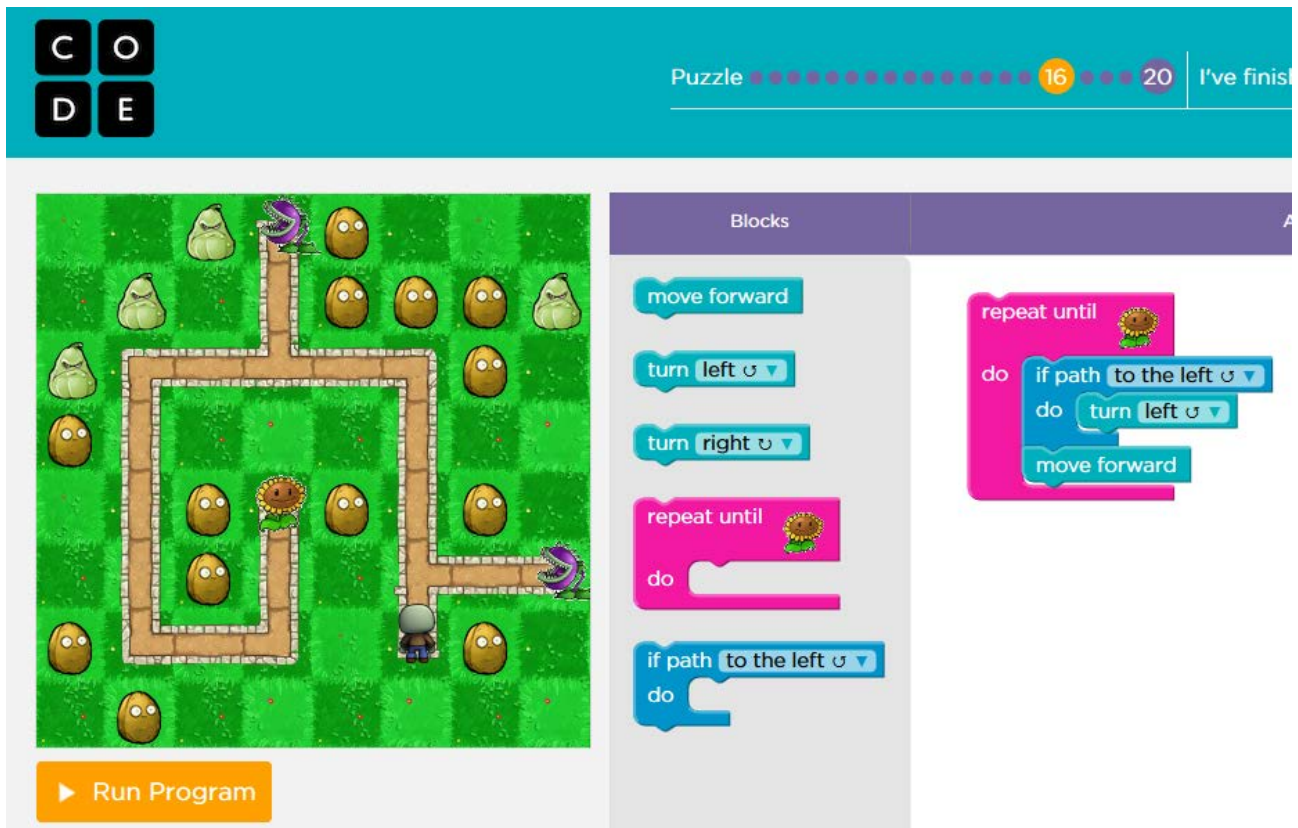 C O
D E
Puzzle 16 20 I've finish
Blocks
move forward
turn left ↺ ▼
turn right ↻ ▼
repeat until
do
if path to the left ↺ ▼
do
repeat until
do if path to the left ↺ ▼
do turn left ↺ ▼
move forward
Run Program